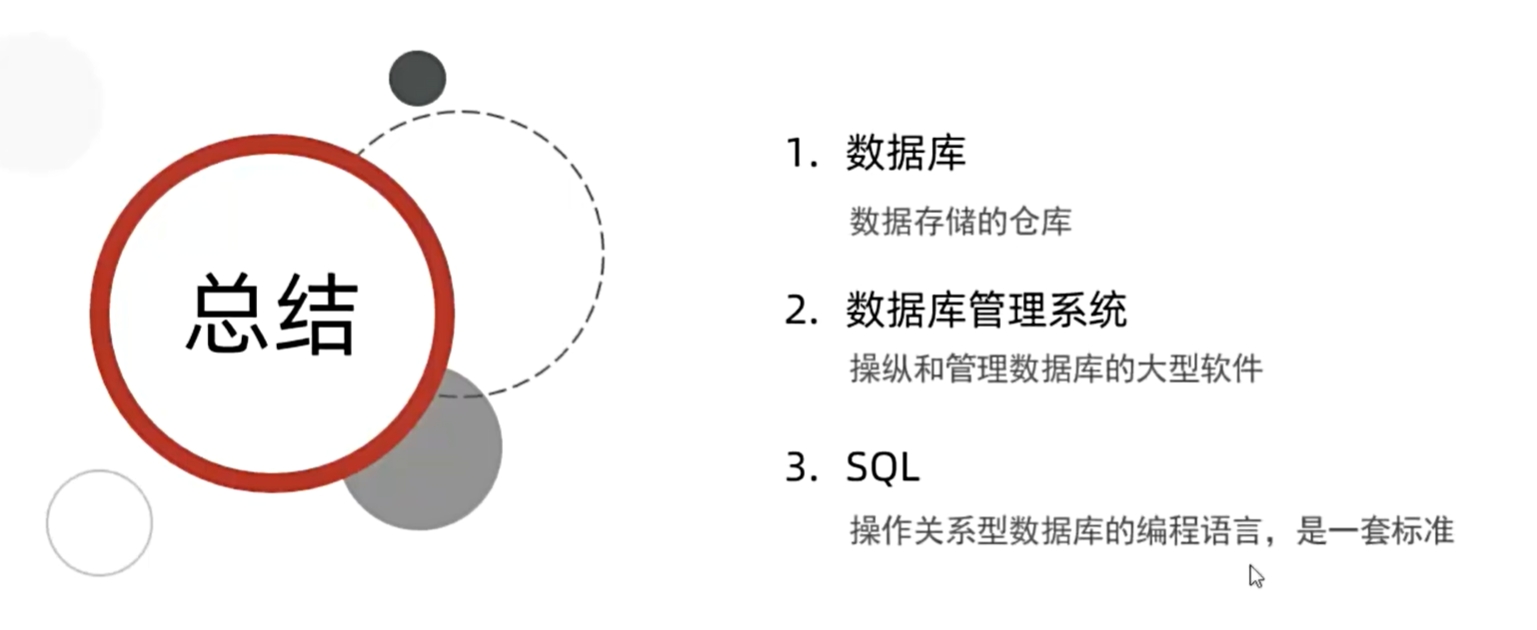 总结
1. 数据库
数据存储的仓库
2. 数据库管理系统
操纵和管理数据库的大型软件
3. SQL
操作关系型数据库的编程语言，是一套标准